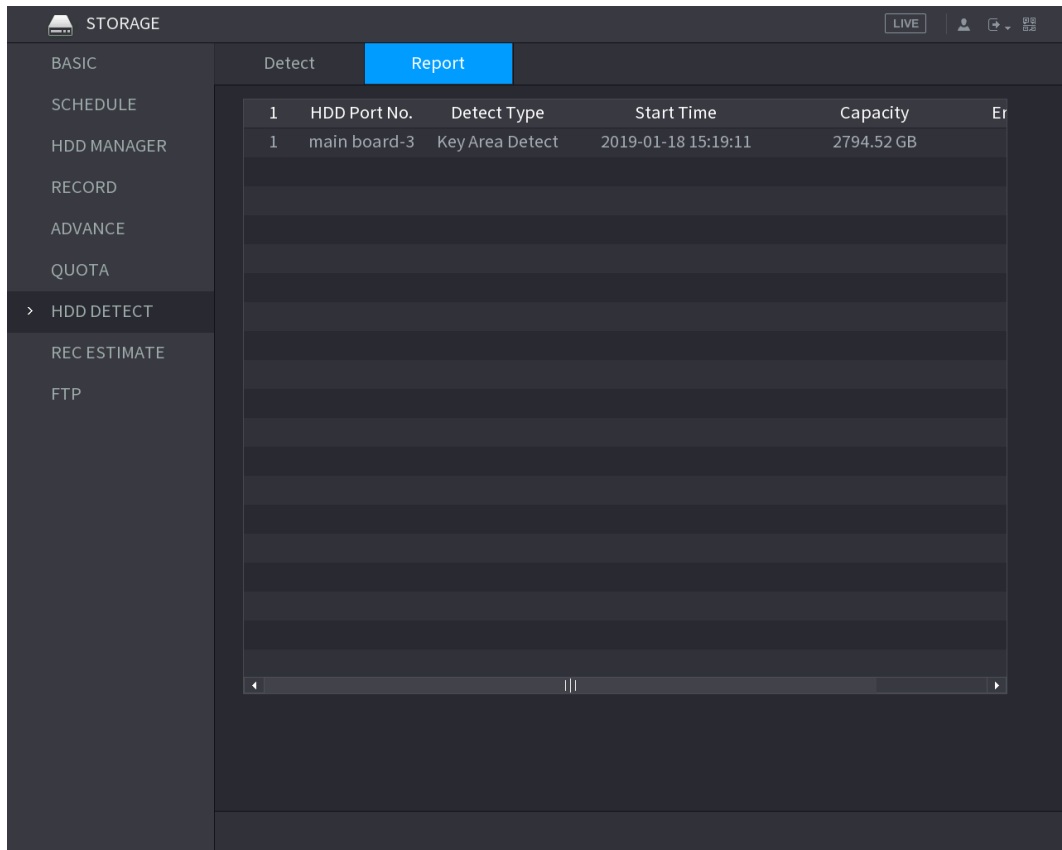 STORAGE LIVE
BASIC
SCHEDULE
HDD MANAGER
RECORD
ADVANCE
QUOTA
> HDD DETECT
REC ESTIMATE
FTP
Detect Report
1 HDD Port No. Detect Type Start Time Capacity
1 main board-3 Key Area Detect 2019-01-18 15:19:11 2794.52 GB